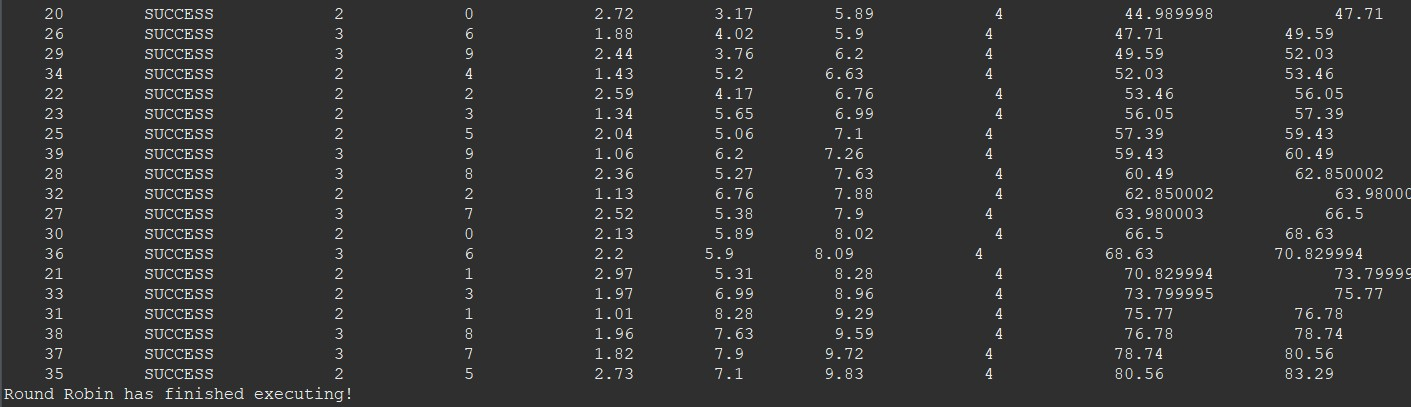 20 SUCCESS 2 0 2.72 3.17 5.89 4 44.989998 47.71
26 SUCCESS 3 6 1.88 4.02 5.9 4 47.71 49.59
29 SUCCESS 3 9 2.44 3.76 6.2 4 49.59 52.03
34 SUCCESS 2 4 1.43 5.2 6.63 4 52.03 53.46
22 SUCCESS 2 2 2.59 4.17 6.76 4 53.46 56.05
23 SUCCESS 2 3 1.34 5.65 6.99 4 56.05 57.39
25 SUCCESS 2 5 2.04 5.06 7.1 4 57.39 59.43
39 SUCCESS 3 9 1.06 6.2 7.26 4 59.43 60.49
28 SUCCESS 3 8 2.36 5.27 7.63 4 60.49 62.850002
32 SUCCESS 2 2 1.13 6.76 7.88 4 62.850002 63.98000
27 SUCCESS 3 7 2.52 5.38 7.9 4 63.980003 66.5
30 SUCCESS 2 0 2.13 5.89 8.02 4 66.5 68.63
36 SUCCESS 3 6 2.2 5.9 8.09 4 68.63 70.829994
21 SUCCESS 2 1 2.97 5.31 8.28 4 70.829994 73.79999
33 SUCCESS 2 3 1.97 6.99 8.96 4 73.799995 75.77
31 SUCCESS 2 1 1.01 8.28 9.29 4 75.77 76.78
38 SUCCESS 3 8 1.96 7.63 9.59 4 76.78 78.74
37 SUCCESS 3 7 1.82 7.9 9.72 4 78.74 80.56
35 SUCCESS 2 5 2.73 7.1 9.83 4 80.56 83.29
Round Robin has finished executing!